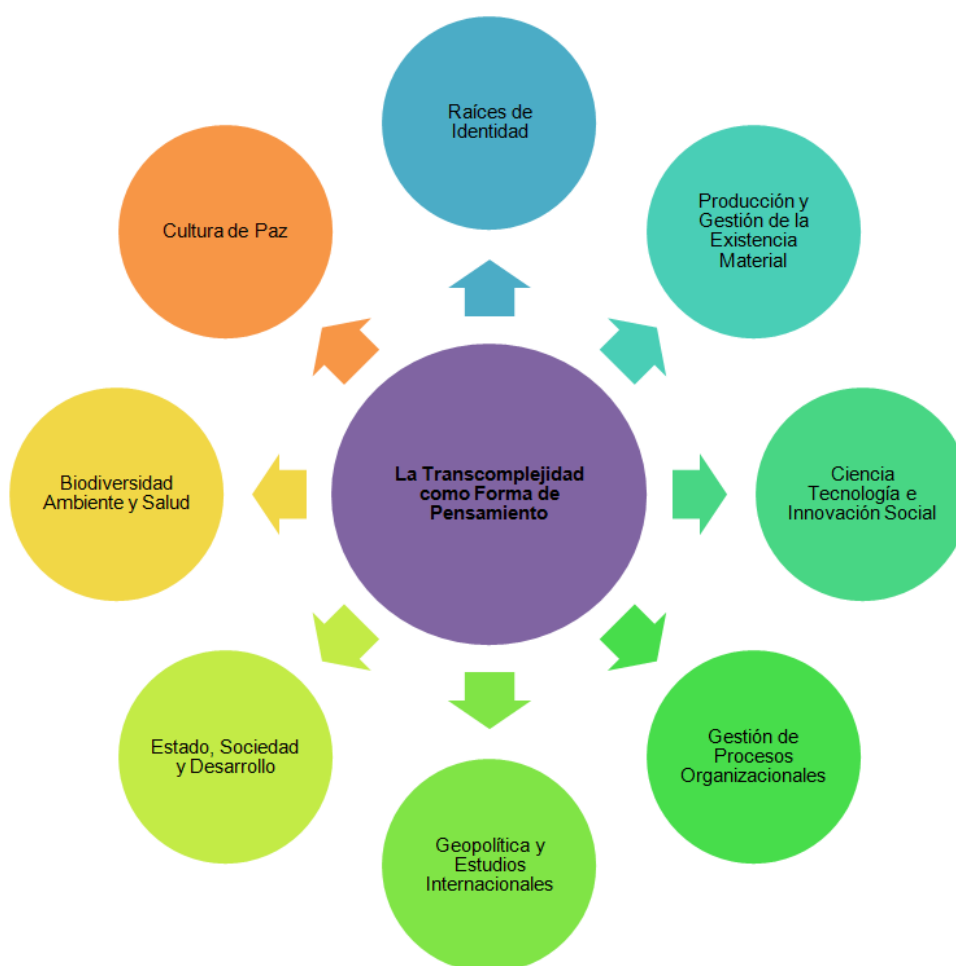 Raíces de
Identidad
Producción y
Gestión de la
Existencia
Material
Cultura de Paz
La Transcomplejidad
como Forma de
Pensamiento
Biodiversidad
Ambiente y Salud
Ciencia
Tecnología e
Innovación Social
Estado, Sociedad
y Desarrollo
Gestión de
Procesos
Organizacionales
Geopolítica y
Estudios
Internacionales